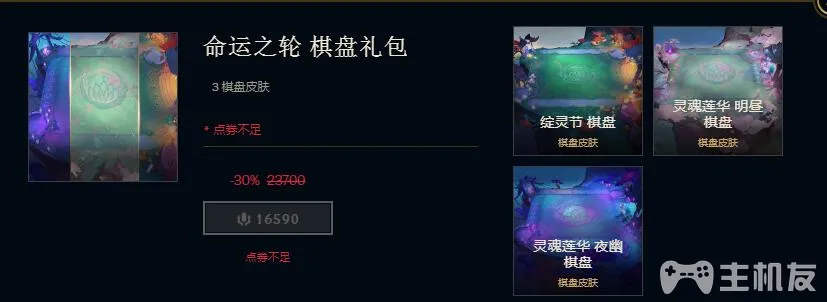 命运之轮 棋盘礼包
3 棋盘皮肤
* 点券不足
-30% 23700
16590
点券不足
绽灵节 棋盘
棋盘皮肤
灵魂莲华 明昼
棋盘
棋盘皮肤
灵魂莲华 夜幽
棋盘
棋盘皮肤
主机友